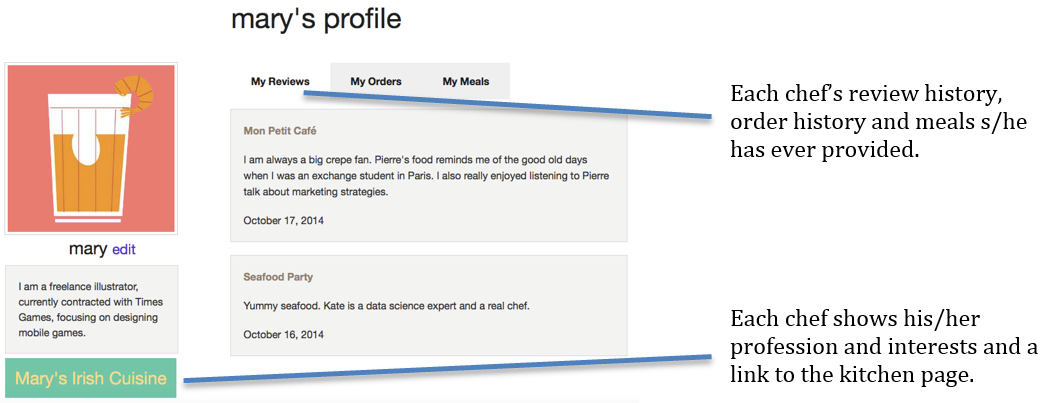 mary's profile
My Reviews
My Orders
My Meals
Mon Petit Café
I am always a big crepe fan. Pierre's food reminds me of the good old days
when I was an exchange student in Paris. I also really enjoyed listening to Pierre
talk about marketing strategies.
October 17, 2014
Seafood Party
Yummy seafood. Kate is a data science expert and a real chef.
October 16, 2014
mary edit
I am a freelance illustrator,
currently contracted with Times
Games, focusing on designing
mobile games.
Mary's Irish Cuisine
Each chef’s review history,
order history and meals s/he
has ever provided.
Each chef shows his/her
profession and interests and a
link to the kitchen page.